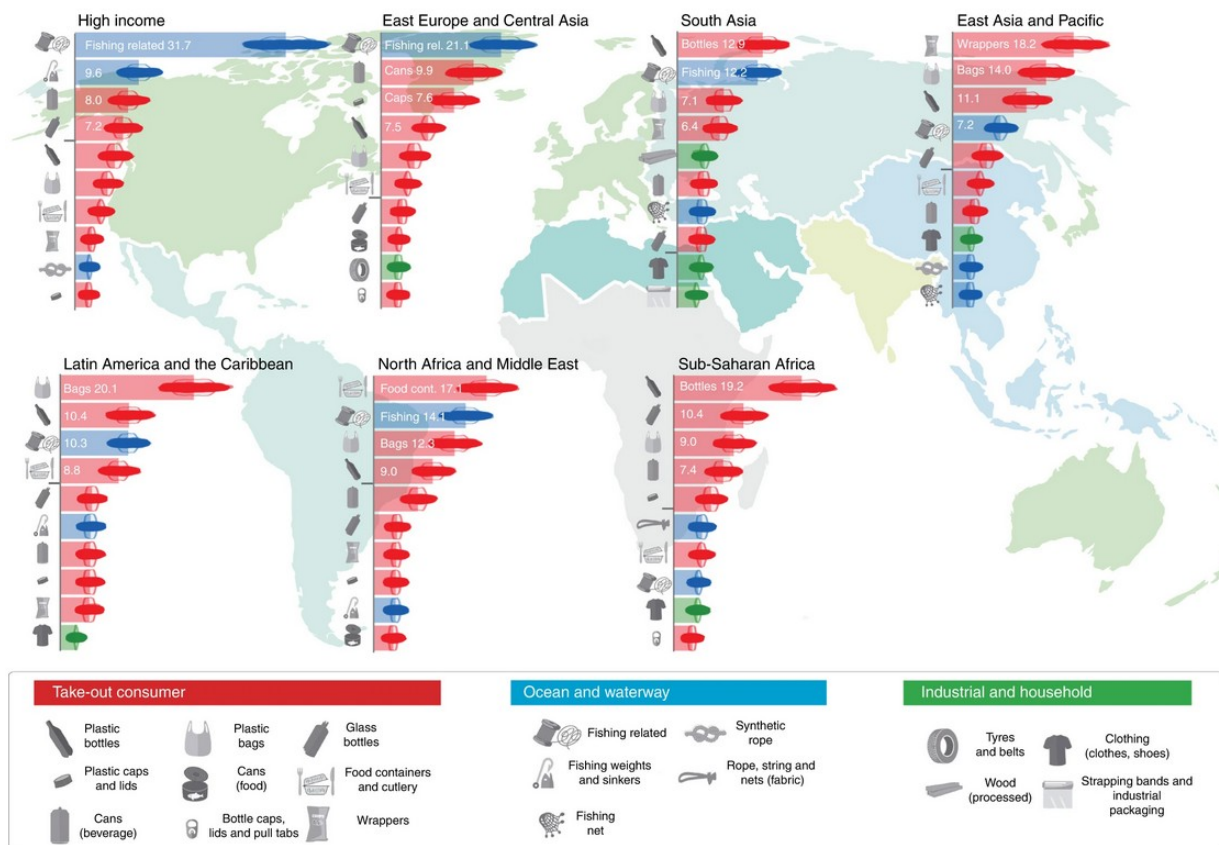 High income
Fishing related 31.7
9.6
8.0
7.2
East Europe and Central Asia
Fishing rel. 21.1
Cans 9.9
Caps 7.6
7.5
South Asia
Bottles 12.9
Fishing 12.2
7.1
6.4
East Asia and Pacific
Wrappers 18.2
Bags 14.0
11.1
7.2
Latin America and the Caribbean
Bags 20.1
10.4
10.3
8.8
North Africa and Middle East
Food cont. 17.1
Fishing 14.1
Bags 12.3
9.0
Sub-Saharan Africa
Bottles 19.2
10.4
9.0
7.4
Take-out consumer
Plastic
bottles
Plastic
bags
Glass
bottles
Plastic caps
and lids
Cans
(food)
Food containers
and cutlery
Cans
(beverage)
Bottle caps,
lids and pull tabs
Wrappers
Ocean and waterway
Fishing related
Synthetic
rope
Fishing weights
and sinkers
Rope, string and
nets (fabric)
Fishing
net
Industrial and household
Tyres
and belts
Clothing
(clothes, shoes)
Wood
(processed)
Strapping bands and
industrial
packaging